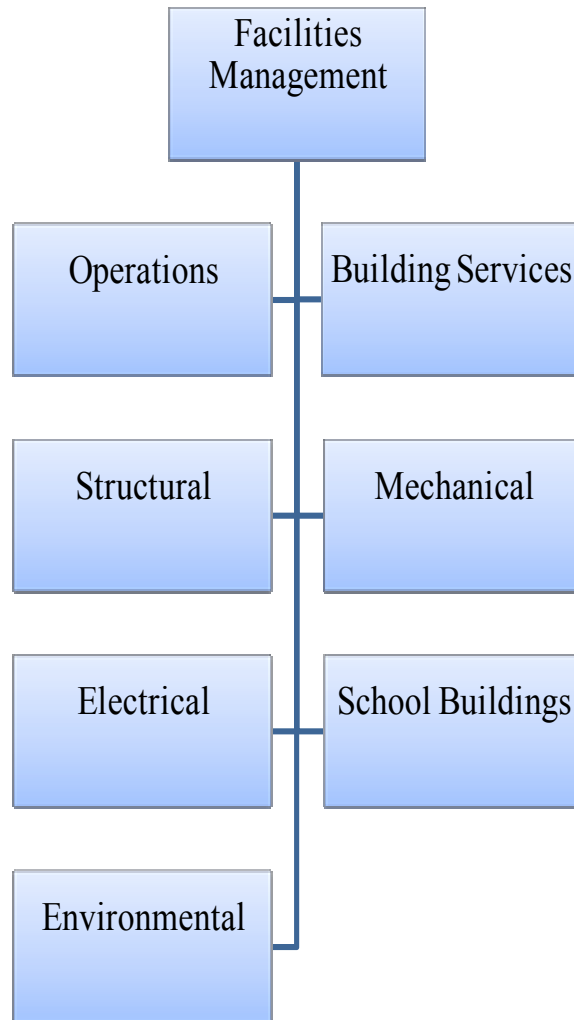 Facilities
Management
Operations
Building Services
Structural
Mechanical
Electrical
School Buildings
Environmental